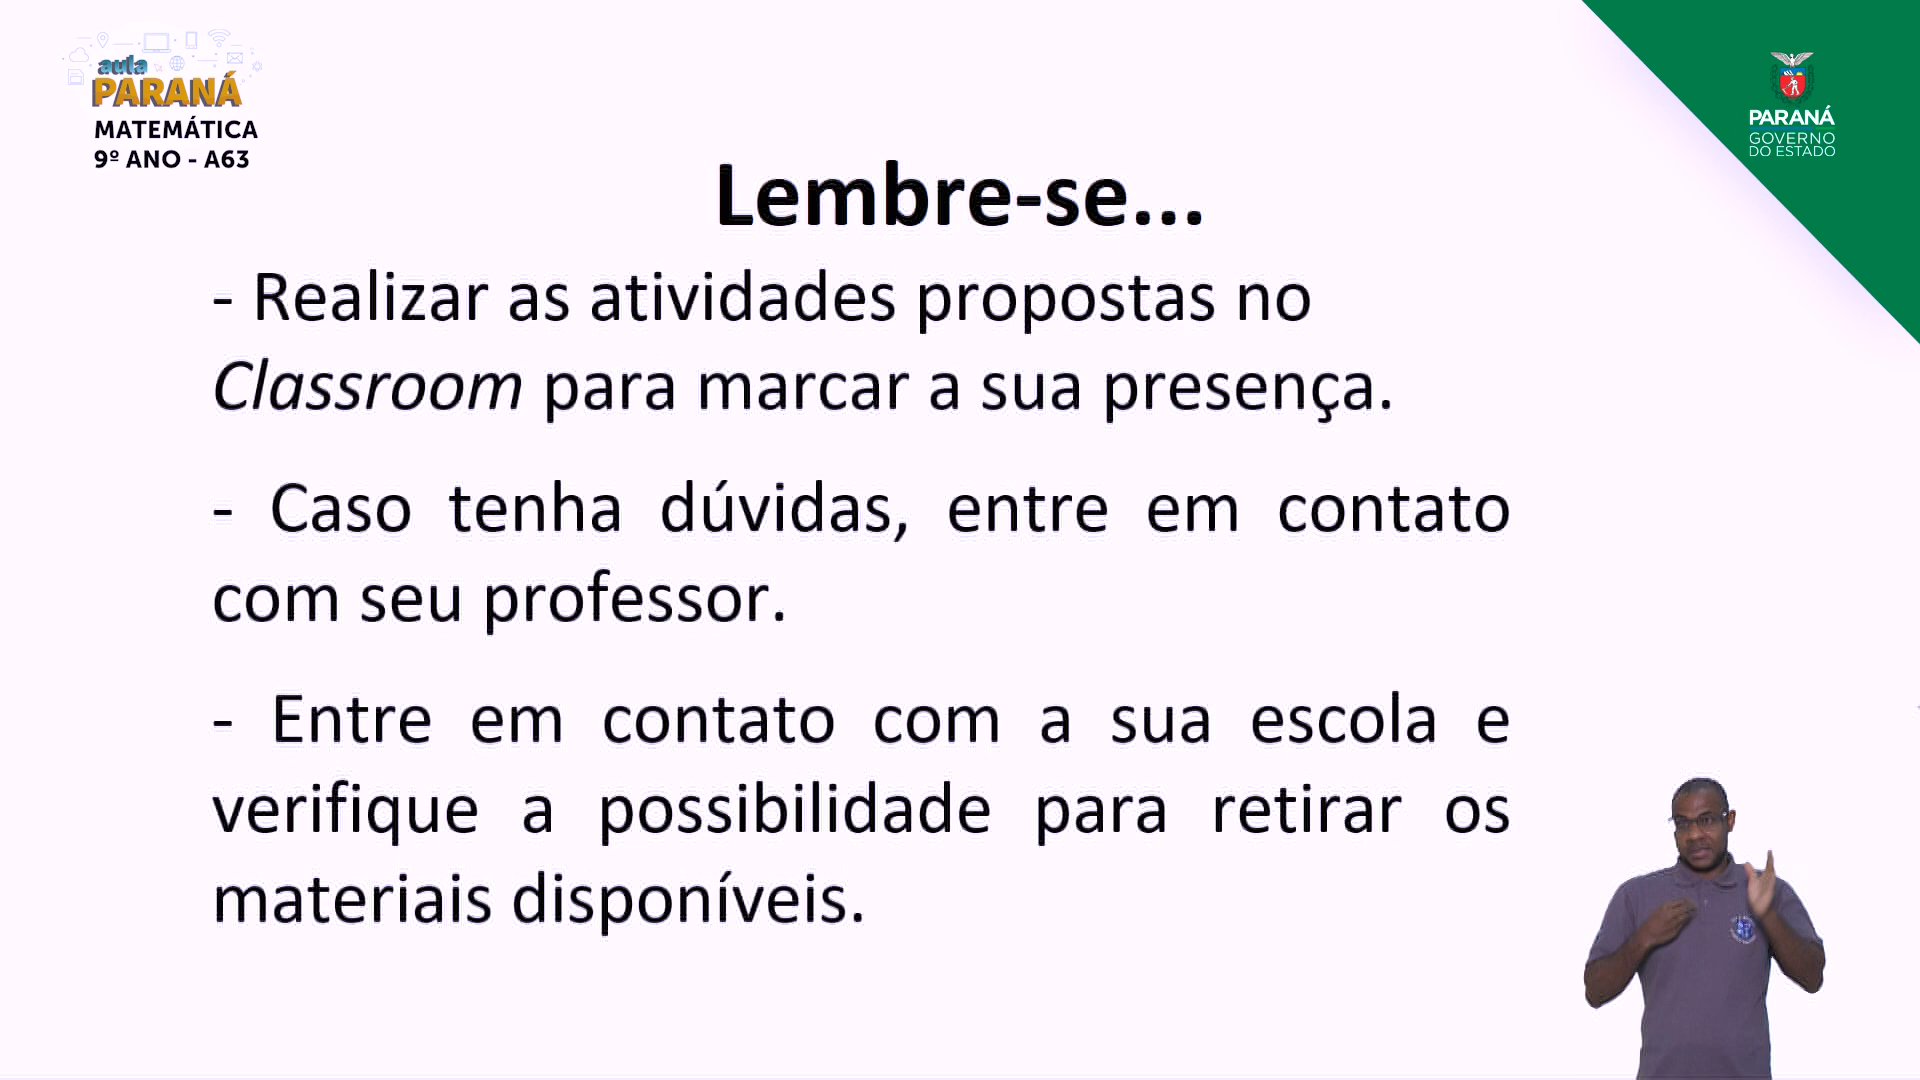 aula
PARANÁ
MATEMÁTICA
9º ANO - A63
PARANÁ
GOVERNO
DO ESTADO
Lembre-se...
- Realizar as atividades propostas no
Classroom para marcar a sua presença.
- Caso tenha dúvidas, entre em contato
com seu professor.
- Entre em contato com a sua escola e
verifique a possibilidade para retirar os
materiais disponíveis.